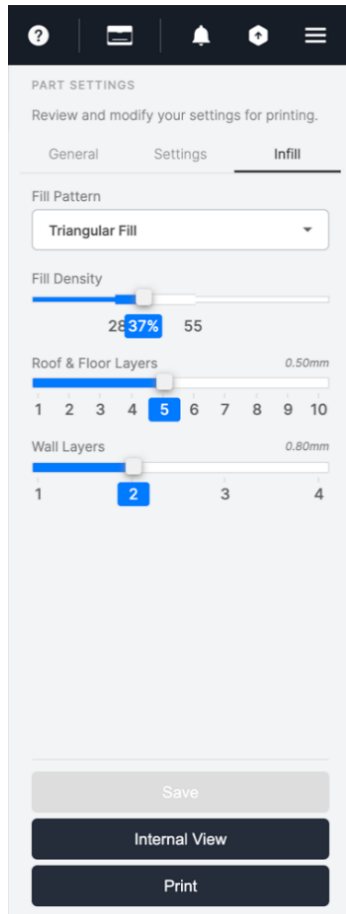 PART SETTINGS
Review and modify your settings for printing.
General Settings Infill
Fill Pattern
Triangular Fill
Fill Density
28 37% 55
Roof & Floor Layers 0.50mm
1 2 3 4 5 6 7 8 9 10
Wall Layers 0.80mm
1 2 3 4
Save
Internal View
Print